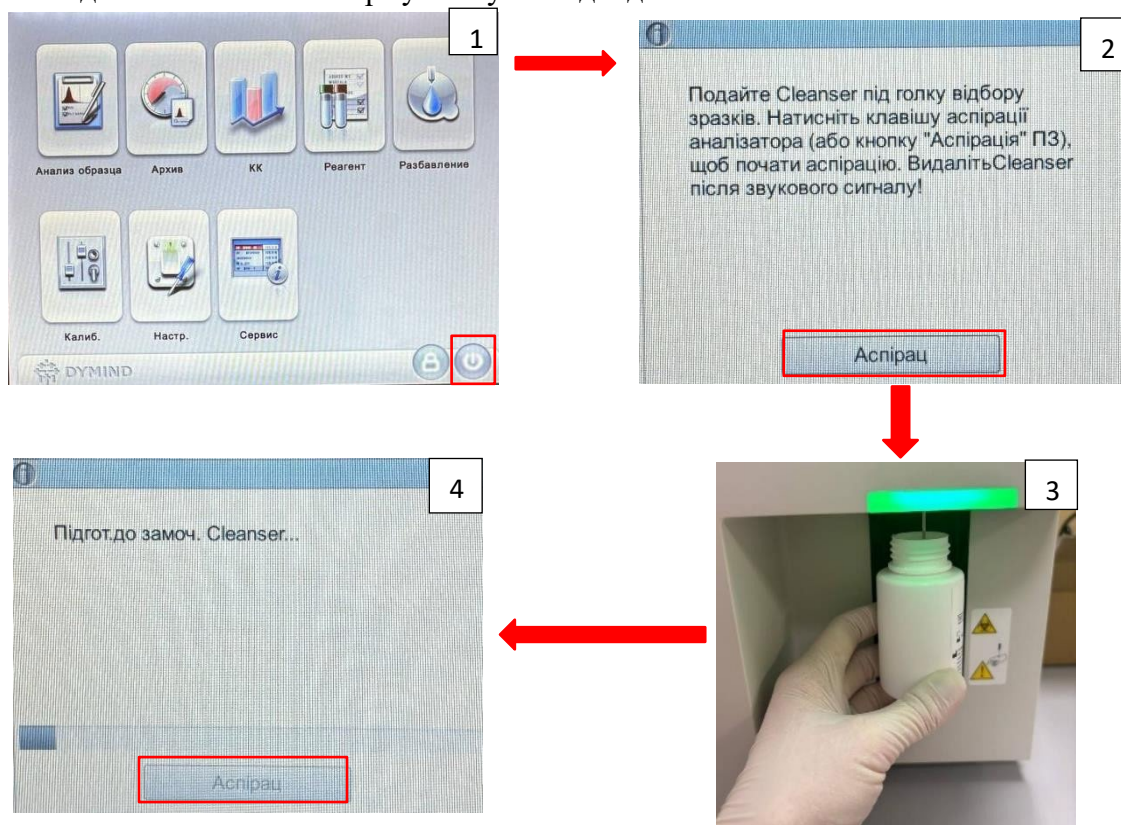 1
Анализ образца
Архив
КК
Реагент
Разбавление
Калиб.
Настр.
Сервис
DYMIND
2
Подайте Cleanser під голку відбору
зразків. Натисніть клавішу аспірації
аналізатора (або кнопку "Аспірація" ПЗ),
щоб почати аспірацію. ВидалітьCleanser
після звукового сигналу!
Аспірац
3
4
Підгот.до замоч. Cleanser...
Аспірац